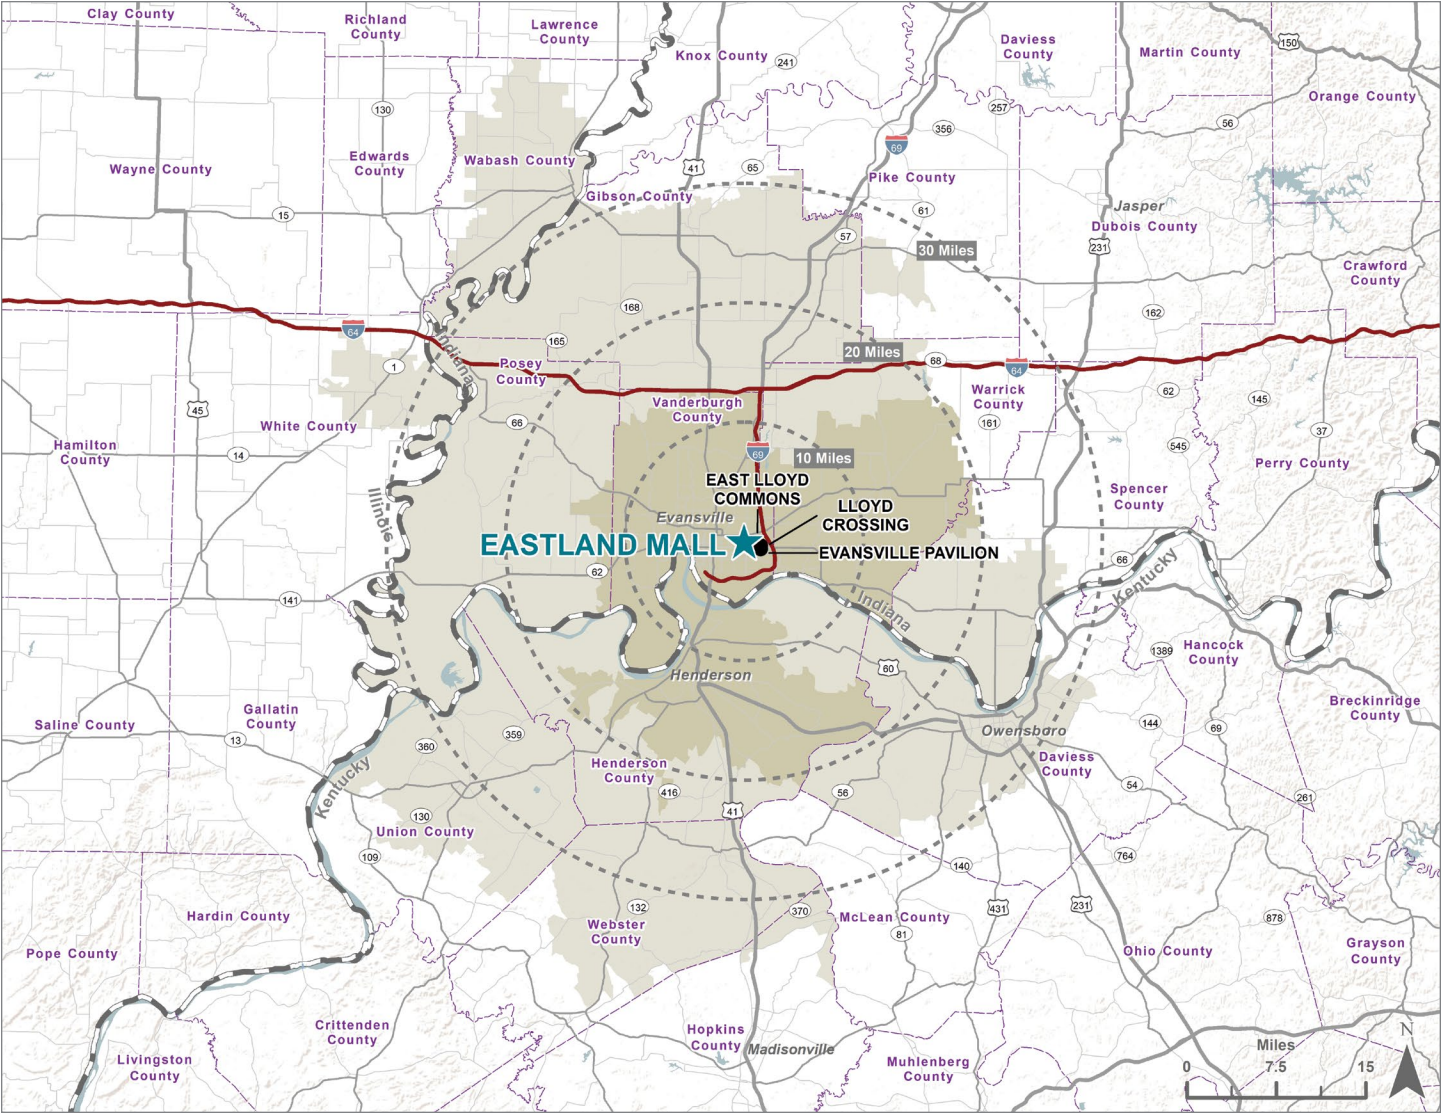 Clay County
Richland
County
Lawrence
County
Knox County
241
Daviess
County
Martin County
150
Orange County
130
257
356
56
Wayne County
Edwards
County
Wabash County
41
65
69
Pike County
Gibson County
61
Jasper
Dubois County
15
57
231
30 Miles
Crawford
County
168
162
64
Indiana
165
20 Miles
68
64
1
Posey
County
Warrick
County
62
145
45
Vanderburgh
County
66
161
37
White County
545
Hamilton
County
14
69
10 Miles
Perry County
EAST LLOYD
COMMONS
Spencer
County
Illinois
Evansville
LLOYD
CROSSING
EASTLAND MALL
EVANSVILLE PAVILION
66
Kentucky
62
141
Indiana
1389
Hancock
County
60
Henderson
Breckinridge
County
Saline County
Gallatin
County
13
359
360
Owensboro
144
69
Kentucky
Henderson
County
Daviess
County
416
56
54
261
130
41
Union County
109
140
764
132
370
431
231
878
Hardin County
Webster
County
McLean County
81
Pope County
Ohio County
Grayson
County
Crittenden
County
Hopkins
County
Madisonville
Muhlenberg
County
Livingston
County
N
Miles
0
7.5
15